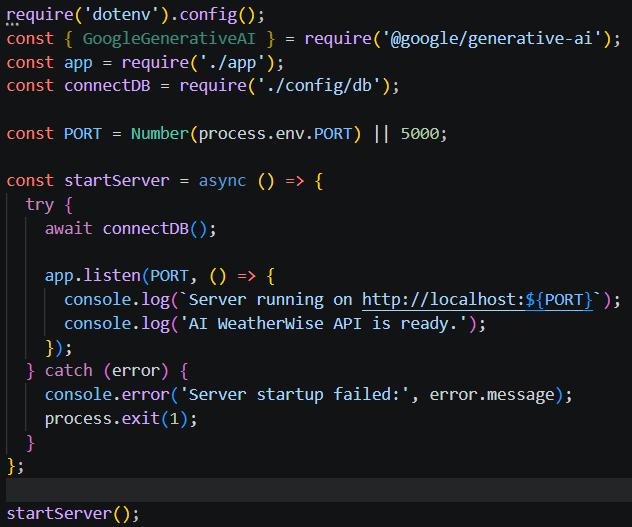 require('dotenv').config();
const { GoogleGenerativeAI } = require('@google/generative-ai');
const app = require('./app');
const connectDB = require('./config/db');

const PORT = Number(process.env.PORT) || 5000;

const startServer = async () => {
  try {
    await connectDB();

    app.listen(PORT, () => {
      console.log(`Server running on http://localhost:${PORT}`);
      console.log('AI WeatherWise API is ready.');
    });
  } catch (error) {
    console.error('Server startup failed:', error.message);
    process.exit(1);
  }
};

startServer();